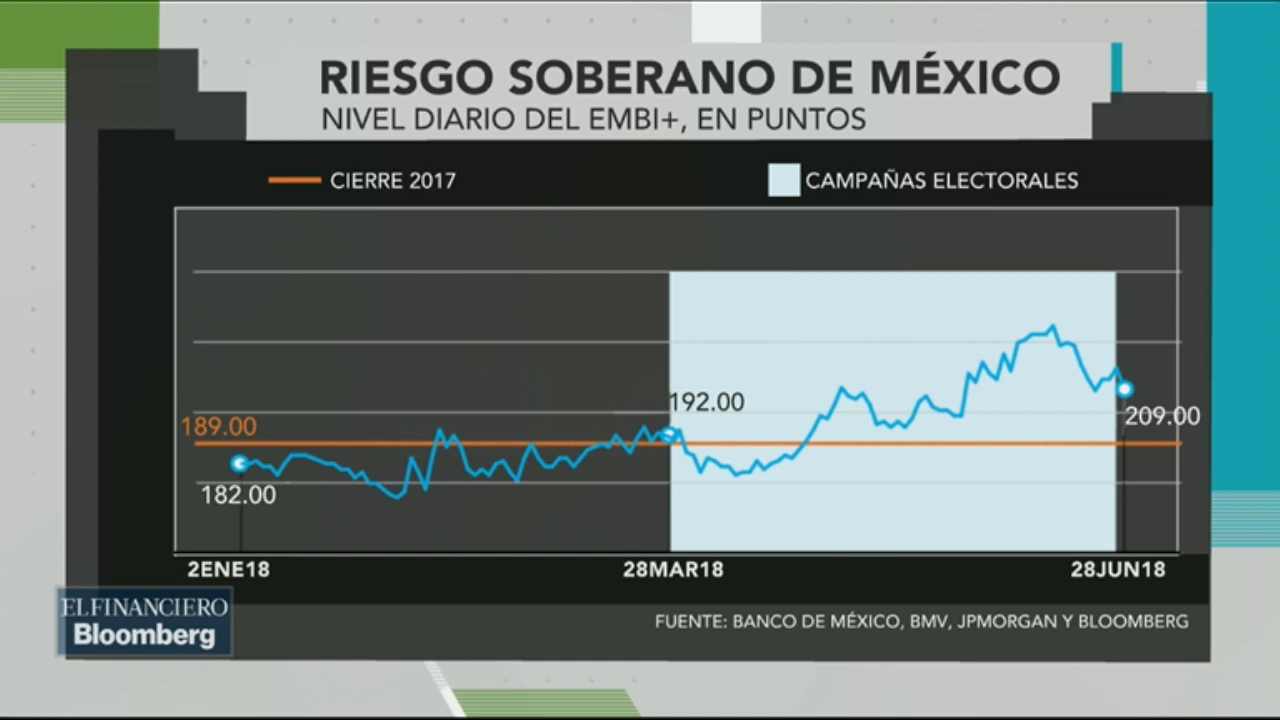 RIESGO SOBERANO DE MÉXICO
NIVEL DIARIO DEL EMBI+, EN PUNTOS
CIERRE 2017
CAMPAÑAS ELECTORALES
192.00
189.00
209.00
182.00
2ENE18
28MAR18
28JUN18
EL FINANCIERO
Bloomberg
FUENTE: BANCO DE MÉXICO, BMV, JPMORGAN Y BLOOMBERG